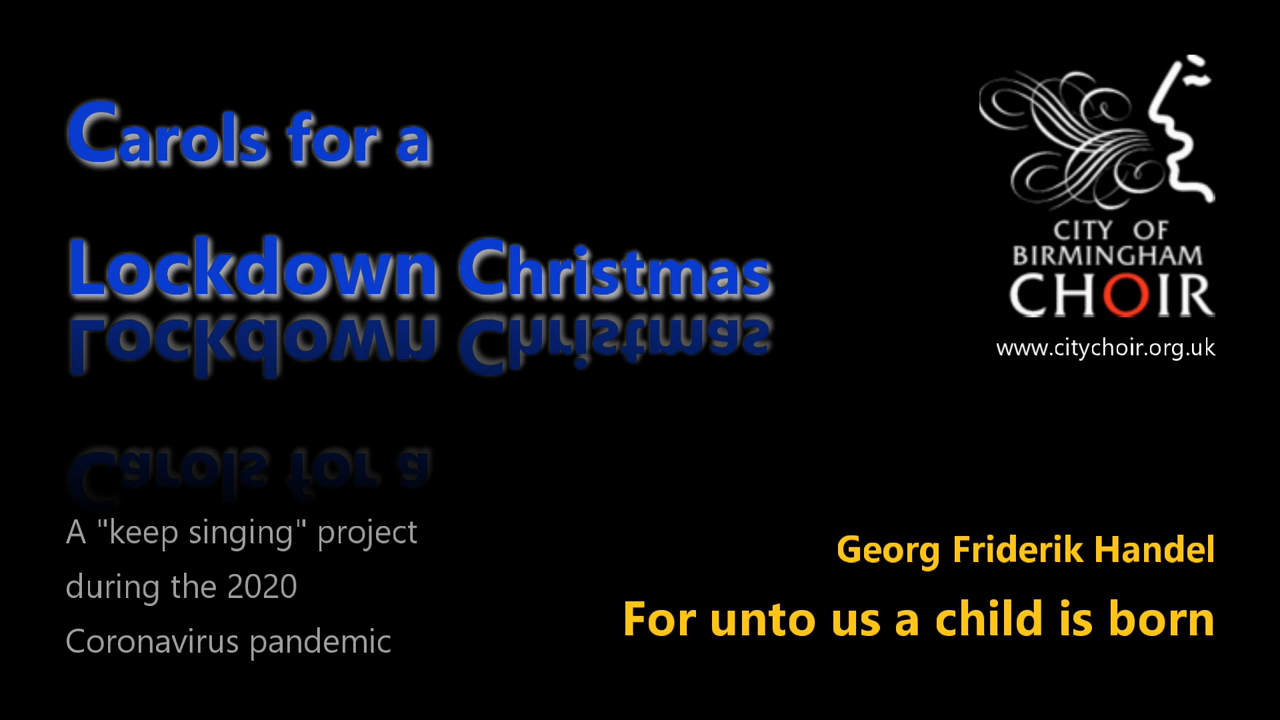 Carols for a
Lockdown Christmas
CITY OF
BIRMINGHAM
CHOIR
www.citychoir.org.uk
A "keep singing" project
during the 2020
Coronavirus pandemic
Georg Friderik Handel
For unto us a child is born